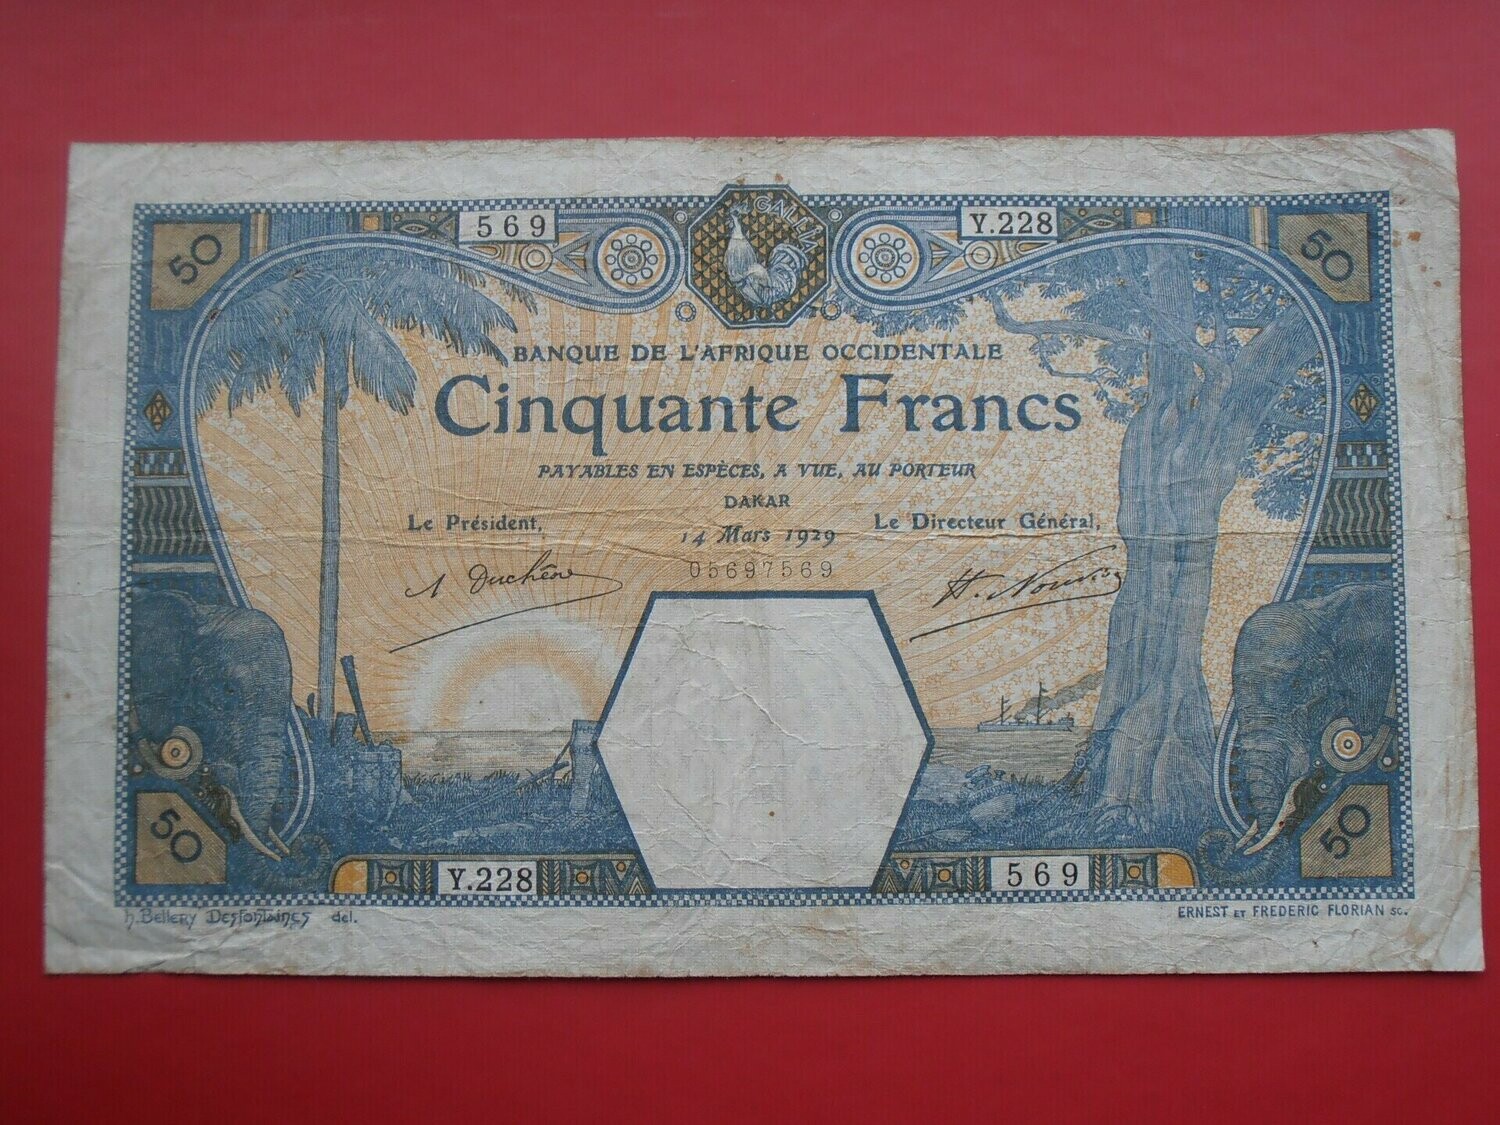 569
Y.228
50
50
BANQUE DE L'AFRIQUE OCCIDENTALE
Cinquante Francs
PAYABLES EN ESPÈCES, A VUE, AU PORTEUR
DAKAR
Le Président,
Le Directeur Général,
14 Mars 1929
05697569
A Duchêne
50
50
Y.228
569
h. Bellery Desfontaines del.
ERNEST ET FREDERIC FLORIAN SC.